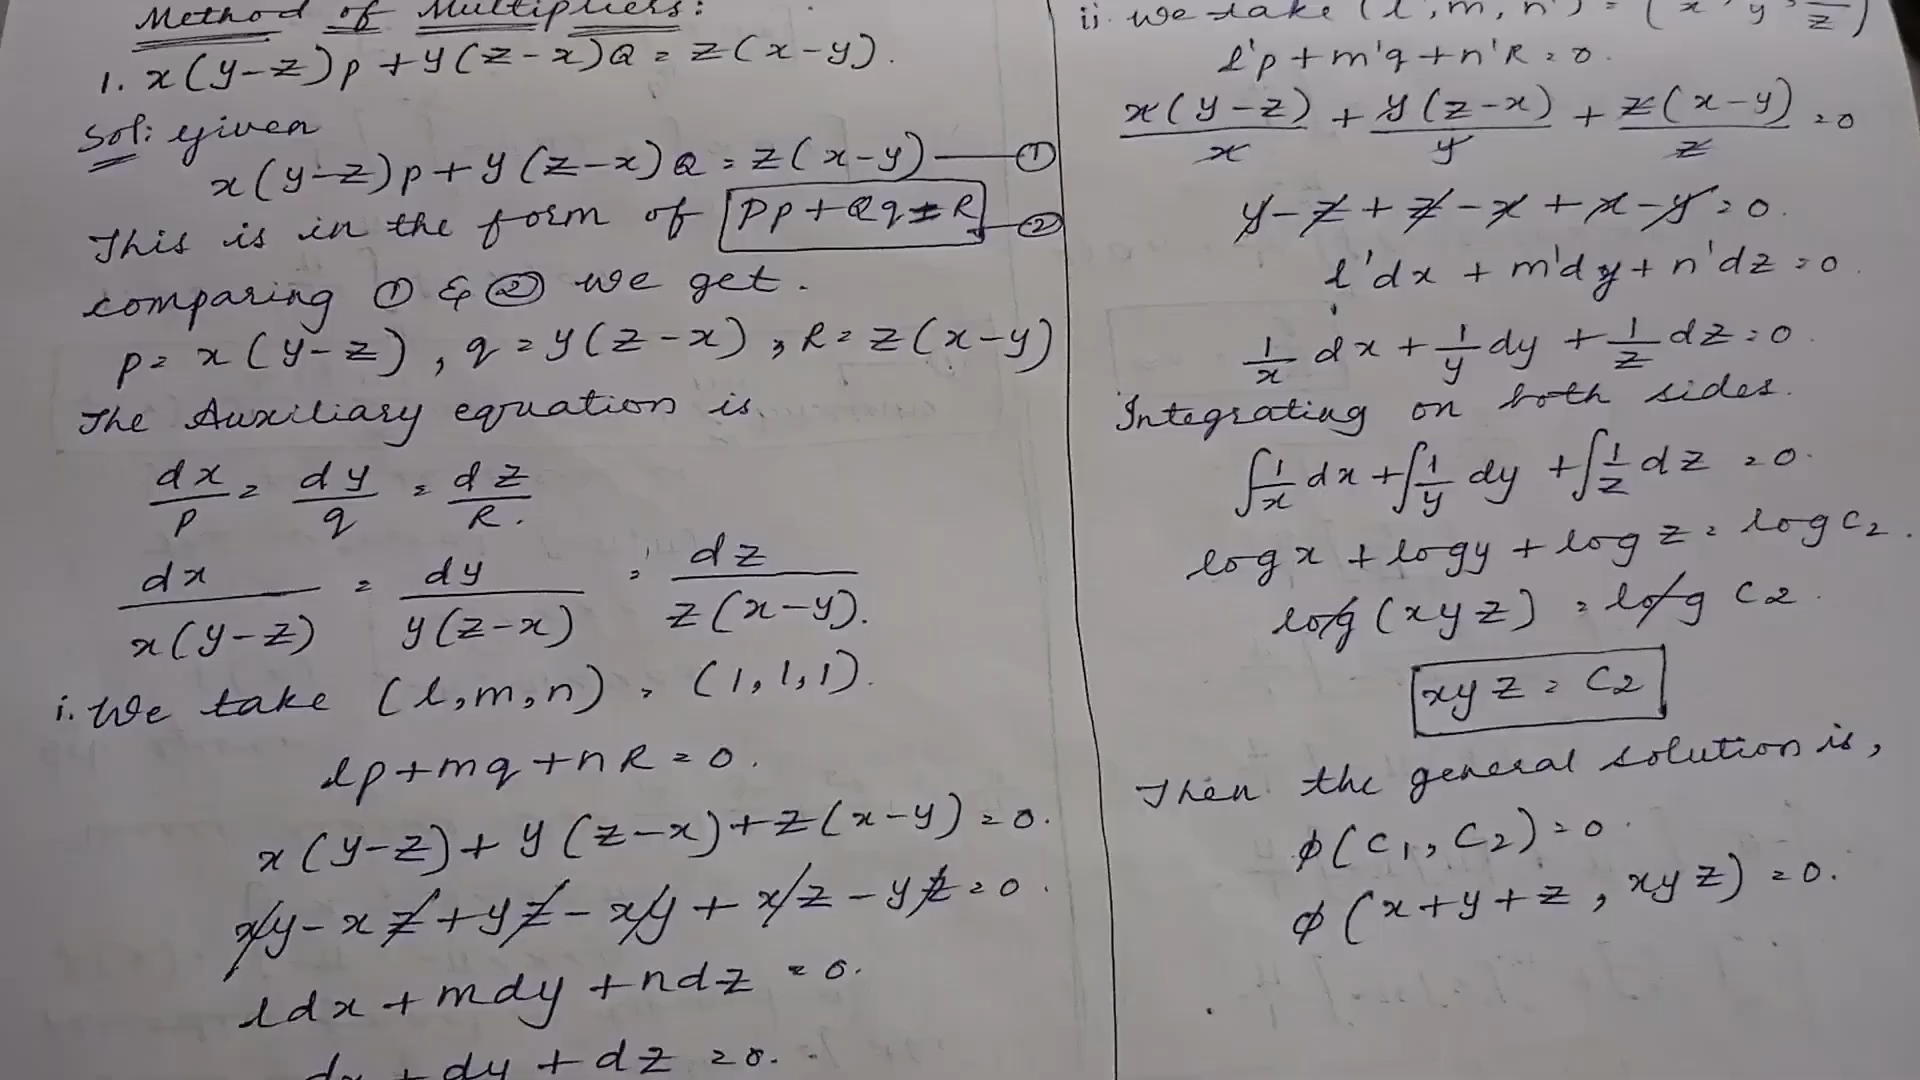 Method of Multipliers:
1. x(y-z)p + y(z-x)Q = z(x-y).
Sol: given
x(y-z)p + y(z-x)Q = z(x-y) — ①
This is in the form of Pp + Qq = R — ②
comparing ① & ② we get.
p = x(y-z), q = y(z-x), R = z(x-y)
The Auxiliary equation is
dx/p = dy/q = dz/R.
dx/x(y-z) = dy/y(z-x) = dz/z(x-y).
i. We take (l,m,n) = (1,1,1).
lp + mq + nR = 0.
x(y-z) + y(z-x) + z(x-y) = 0.
xy - xz + yz - xy + xz - yz = 0.
ldx + mdy + ndz = 0.
dx + dy + dz = 0.
ii. we take (l', m, n') = (x, y, z)
l'p + m'q + n'R = 0.
x(y-z)/x + y(z-x)/y + z(x-y)/z = 0
y - z + z - x + x - y = 0.
l'dx + m'dy + n'dz = 0.
1/x dx + 1/y dy + 1/z dz = 0.
Integrating on both sides.
∫1/x dx + ∫1/y dy + ∫1/z dz = 0.
log x + log y + log z = log c₂.
log (xyz) = log c₂.
xyz = c₂
Then the general solution is,
φ(c₁, c₂) = 0.
φ(x+y+z, xyz) = 0.